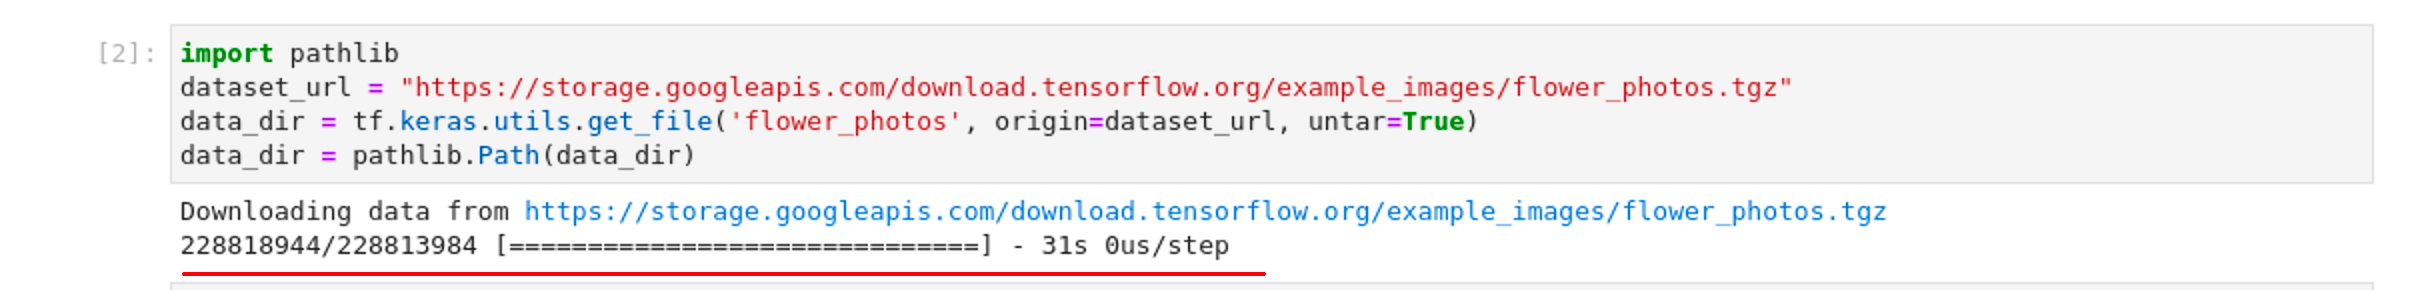 [2]: import pathlib
dataset_url = "https://storage.googleapis.com/download.tensorflow.org/example_images/flower_photos.tgz"
data_dir = tf.keras.utils.get_file('flower_photos', origin=dataset_url, untar=True)
data_dir = pathlib.Path(data_dir)
Downloading data from https://storage.googleapis.com/download.tensorflow.org/example_images/flower_photos.tgz
228818944/228813984 [==============================] - 31s 0us/step